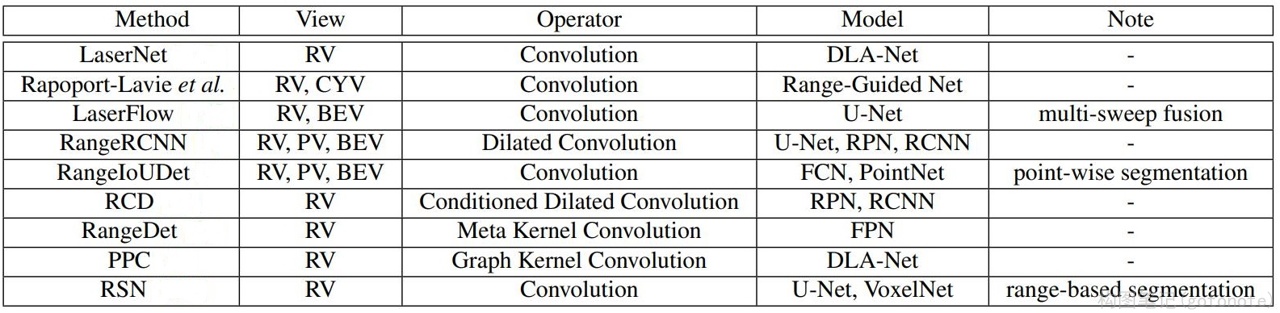 Method View Operator Model Note
LaserNet RV Convolution DLA-Net -
Rapoport-Lavie et al. RV, CYV Convolution Range-Guided Net -
LaserFlow RV, BEV Convolution U-Net multi-sweep fusion
RangeRCNN RV, PV, BEV Dilated Convolution U-Net, RPN, RCNN -
RangeIoUDet RV, PV, BEV Convolution FCN, PointNet point-wise segmentation
RCD RV Conditioned Dilated Convolution RPN, RCNN -
RangeDet RV Meta Kernel Convolution FPN -
PPC RV Graph Kernel Convolution DLA-Net -
RSN RV Convolution U-Net, VoxelNet range-based segmentation